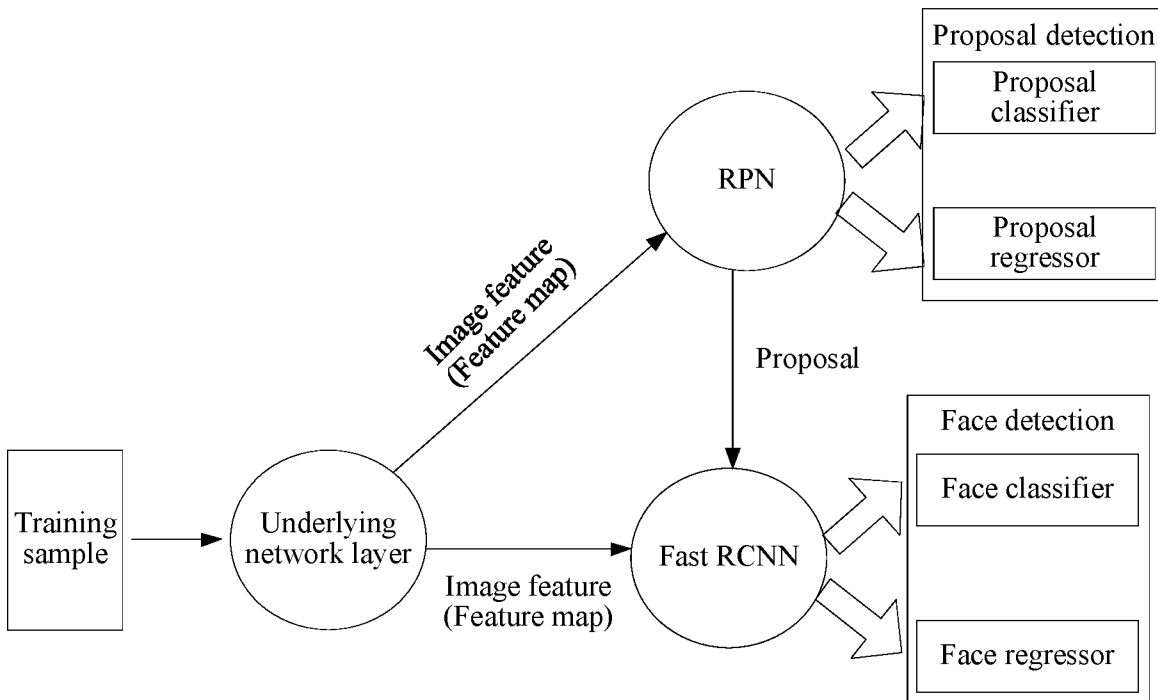 Proposal detection
Proposal
classifier
RPN
Proposal
regressor
Image feature
(Feature map)
Proposal
Face detection
Face classifier
Training
sample
Underlying
network layer
Fast RCNN
Image feature
(Feature map)
Face regressor